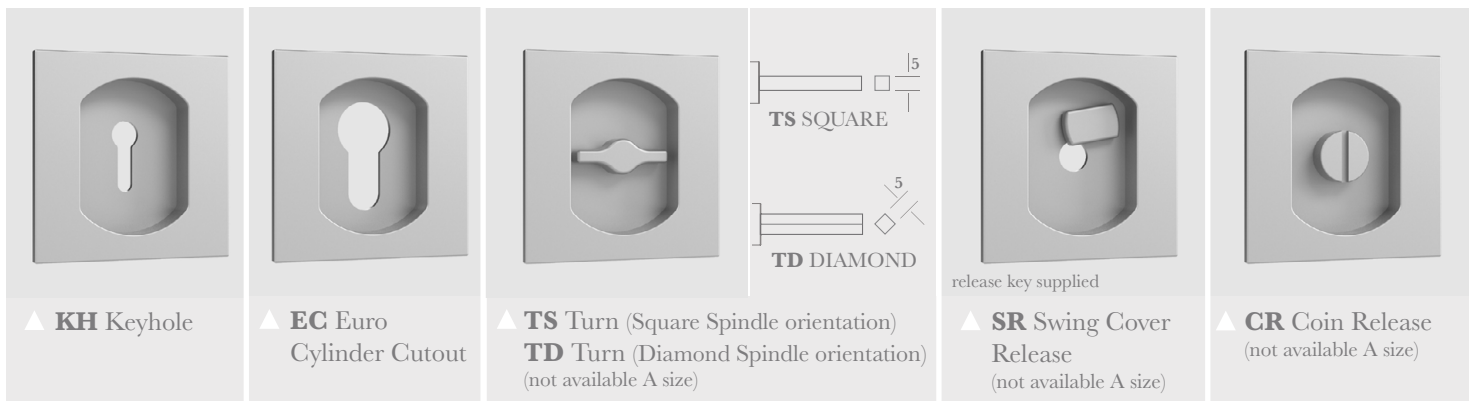 KH Keyhole
EC Euro
Cylinder Cutout
5
TS SQUARE
5
TD DIAMOND
TS Turn (Square Spindle orientation)
TD Turn (Diamond Spindle orientation)
(not available A size)
release key supplied
SR Swing Cover
Release
(not available A size)
CR Coin Release
(not available A size)